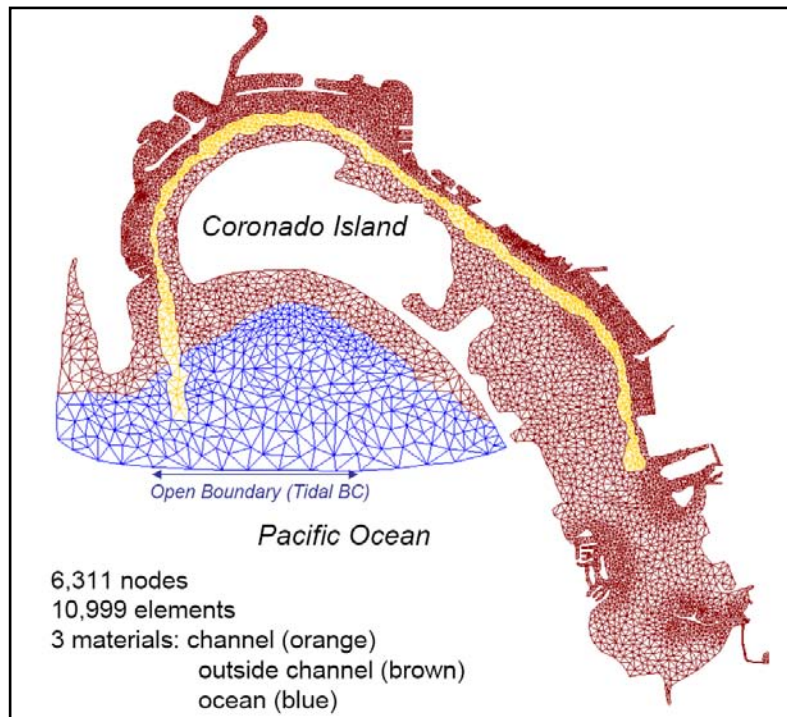 Coronado Island
Open Boundary (Tidal BC)
Pacific Ocean
6,311 nodes
10,999 elements
3 materials: channel (orange)
outside channel (brown)
ocean (blue)